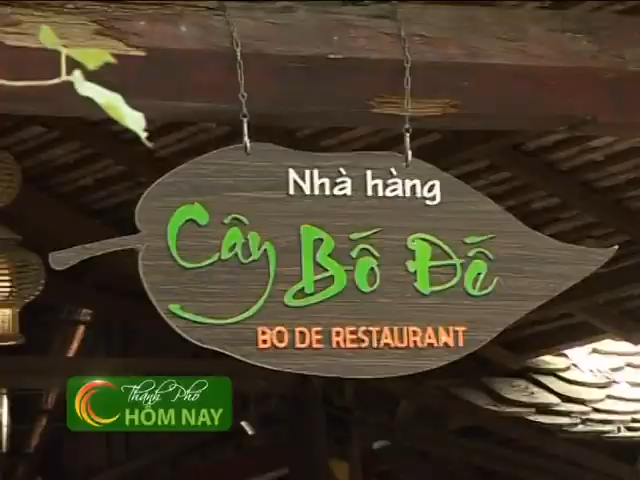 Nhà hàng
Cây Bồ Đề
BO DE RESTAURANT
Thành Phố
HÔM NAY